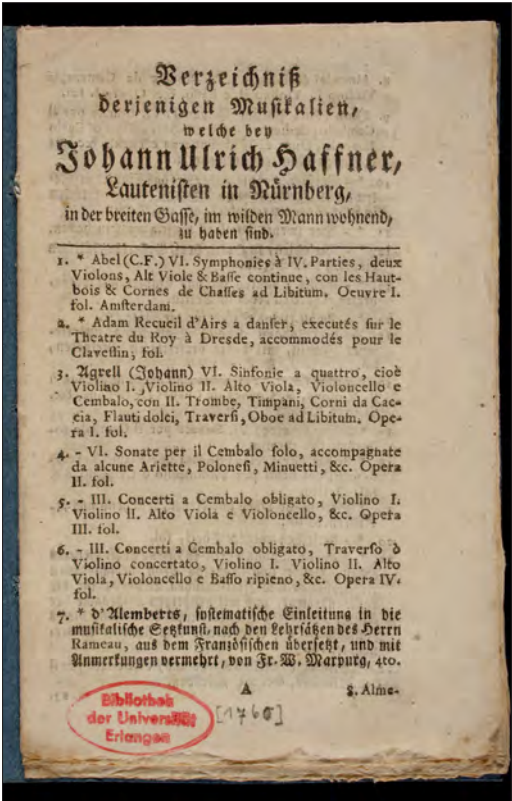 Verzeichniß
derjenigen Musikalien,
welche bey
Johann Ulrich Haffner,
Lautenisten in Nürnberg,
in der breiten Gasse, im wilden Mann wohnend,
zu haben sind.
1. * Abel (C.F.) VI. Symphonies à IV. Parties, deux
Violons, Alt Viole & Basse continue, con les Haut-
bois & Cornes de Chasses ad Libitum. Oeuvre I.
fol. Amsterdam.
2. * Adam Recueil d'Airs a danser, executés sur le
Theatre du Roy à Dresde, accommodés pour le
Clavessin, fol.
3. Agrell (Johann) VI. Sinfonie a quattro, cioè
Violino I. ,Violino II. Alto Viola, Violoncello e
Cembalo, con II. Trombe, Timpani, Corni da Cac-
cia, Flauti dolci, Traversi, Oboe ad Libitum. Ope-
ra I. fol.
4. - VI. Sonate per il Cembalo solo, accompagnate
da alcune Ariette, Polonesi, Minuetti, &c. Opera
II. fol.
5. - III. Concerti a Cembalo obligato, Violino I.
Violino II. Alto Viola e Violoncello, &c. Opera
III. fol.
6. - III. Concerti a Cembalo obligato, Traverso ò
Violino concertato, Violino I. Violino II. Alto
Viola, Violoncello e Basso ripieno, &c. Opera IV.
fol.
7. * d'Alemberts, systematische Einleitung in die
musikalische Setzkunst, nach den Lehrsätzen des Herrn
Rameau, aus dem Französischen übersetzt, und mit
Anmerkungen vermehrt, von Fr. W. Marpurg, 4to.
A 8. Alme-
Bibliothek
der Universität
Erlangen
[1765]